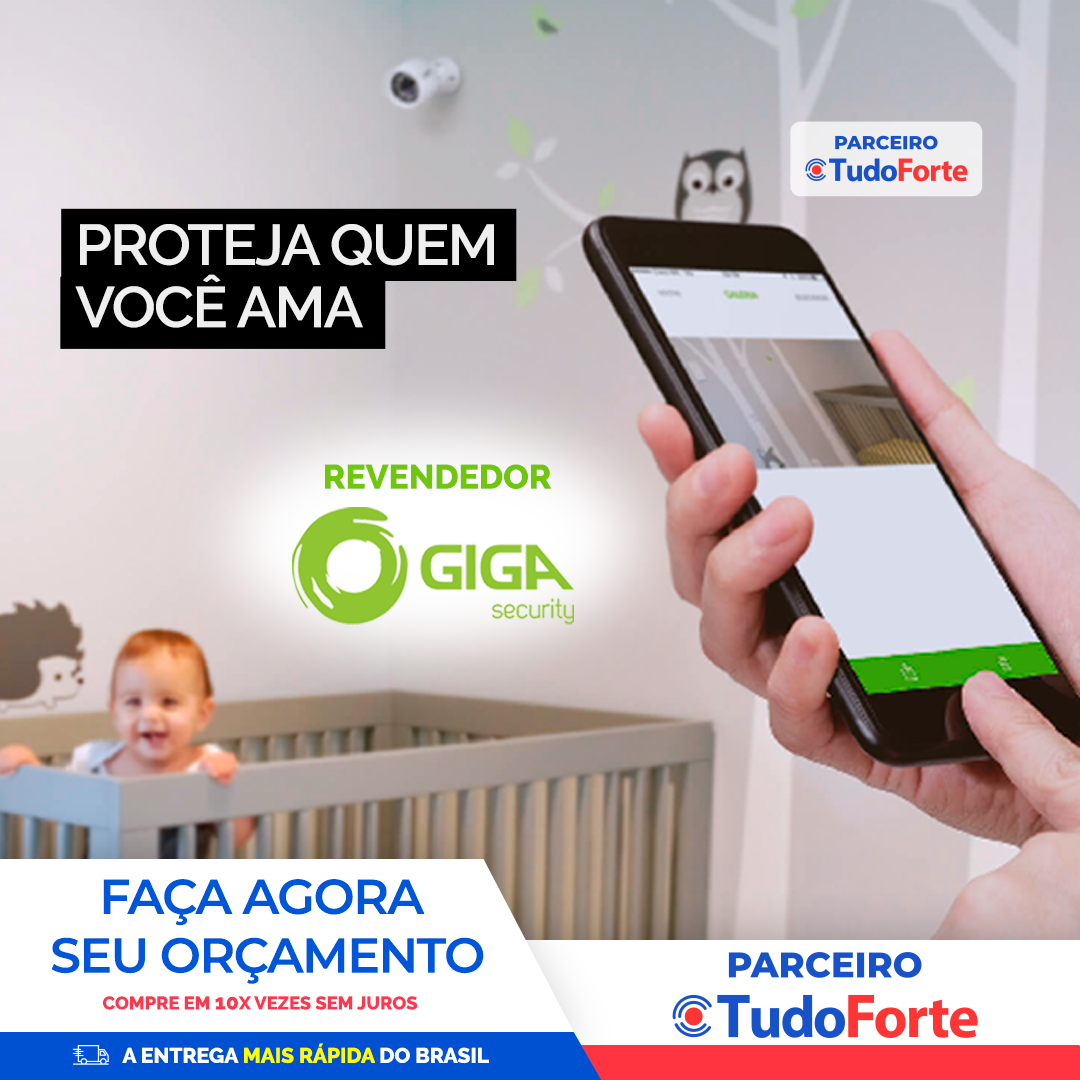 PARCEIRO
TudoForte
PROTEJA QUEM
VOCÊ AMA
GALERIA
REVENDEDOR
GIGA
security
FAÇA AGORA
SEU ORÇAMENTO
COMPRE EM 10X VEZES SEM JUROS
A ENTREGA MAIS RÁPIDA DO BRASIL
PARCEIRO
TudoForte